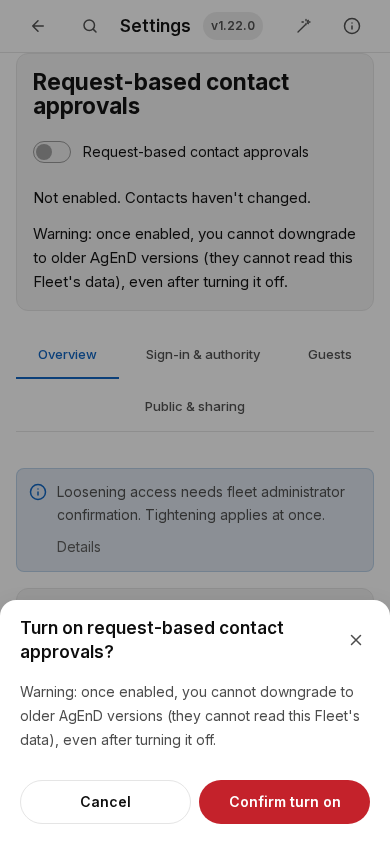 Settings v1.22.0
Request-based contact
approvals
Request-based contact approvals
Not enabled. Contacts haven't changed.
Warning: once enabled, you cannot downgrade
to older AgEnD versions (they cannot read this
Fleet's data), even after turning it off.
Overview Sign-in & authority Guests
Public & sharing
Loosening access needs fleet administrator
confirmation. Tightening applies at once.
Details
Turn on request-based contact
approvals?
Warning: once enabled, you cannot downgrade to
older AgEnD versions (they cannot read this Fleet's
data), even after turning it off.
Cancel Confirm turn on